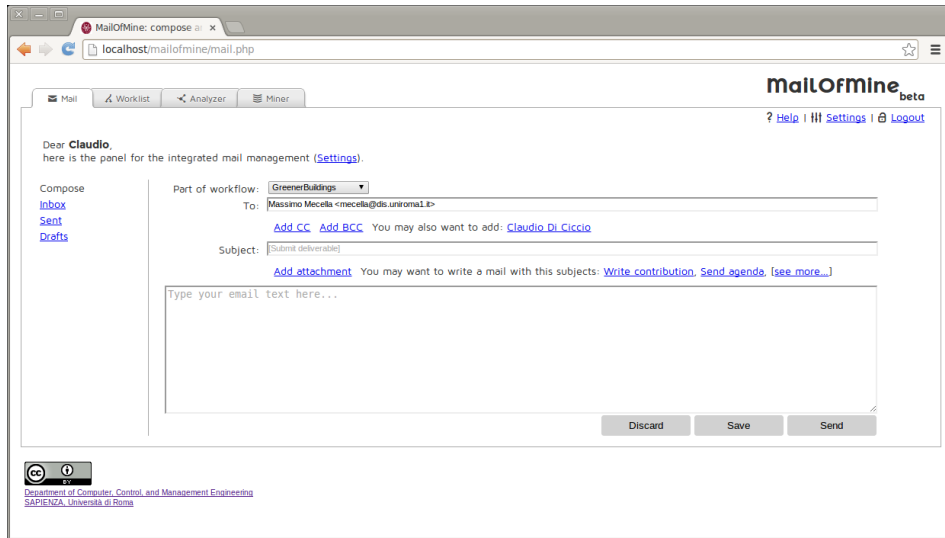 MailOfMine: compose a
localhost/mailofmine/mail.php
MailOfMine beta
Mail Worklist Analyzer Miner
? Help | Settings | Logout
Dear Claudio,
here is the panel for the integrated mail management (Settings).
Compose
Inbox
Sent
Drafts
Part of workflow: GreenerBuildings
To: Massimo Mecella <mecella@dis.uniroma1.it>
Add CC Add BCC You may also want to add: Claudio Di Ciccio
Subject: [Submit deliverable]
Add attachment You may want to write a mail with this subjects: Write contribution, Send agenda, [see more...]
Type your email text here...
Discard Save Send
cc BY
Department of Computer, Control, and Management Engineering
SAPIENZA, Università di Roma